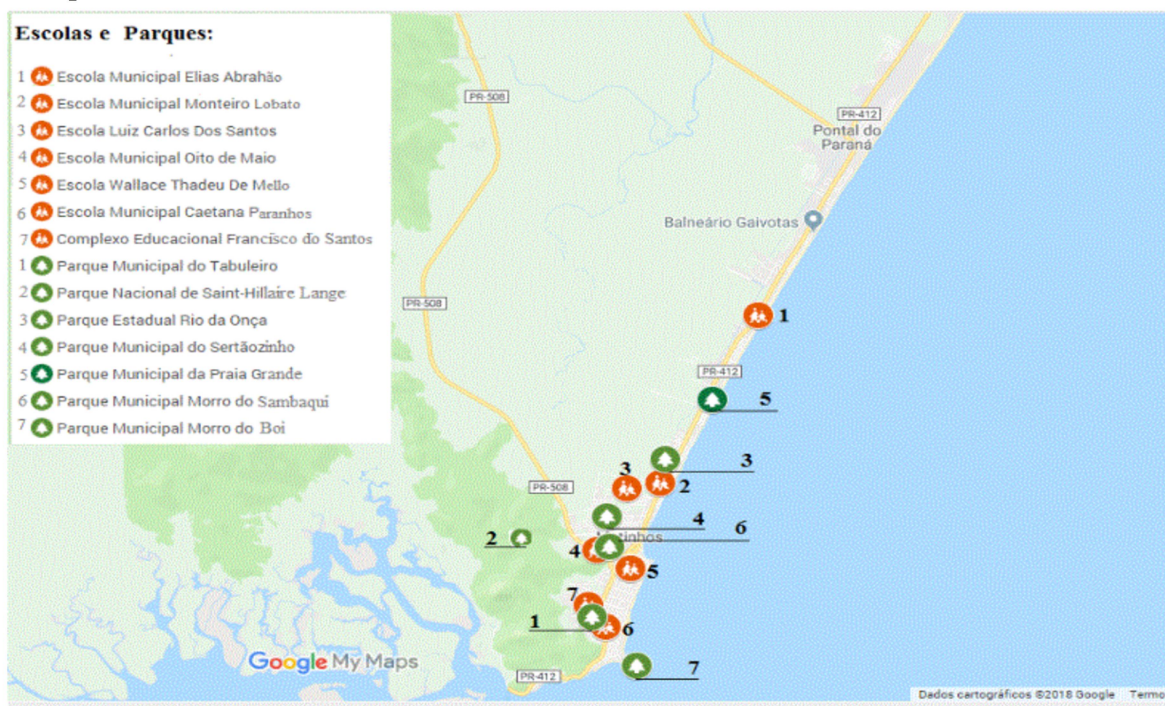 Escolas e Parques:
1 Escola Municipal Elias Abrahão
2 Escola Municipal Monteiro Lobato
3 Escola Luiz Carlos Dos Santos
4 Escola Municipal Oito de Maio
5 Escola Wallace Thadeu De Mello
6 Escola Municipal Caetana Paranhos
7 Complexo Educacional Francisco do Santos
1 Parque Municipal do Tabuleiro
2 Parque Nacional de Saint-Hillaire Lange
3 Parque Estadual Rio da Onça
4 Parque Municipal do Sertãozinho
5 Parque Municipal da Praia Grande
6 Parque Municipal Morro do Sambaqui
7 Parque Municipal Morro do Boi
PR-508
PR-412
Pontal do
Paraná
Balneário Gaivotas
PR-508
1
PR-412
5
3
3
2
PR-508
4
6
2
4
5
7
1
6
7
Google My Maps
PR-412
Dados cartográficos ©2018 Google Termo